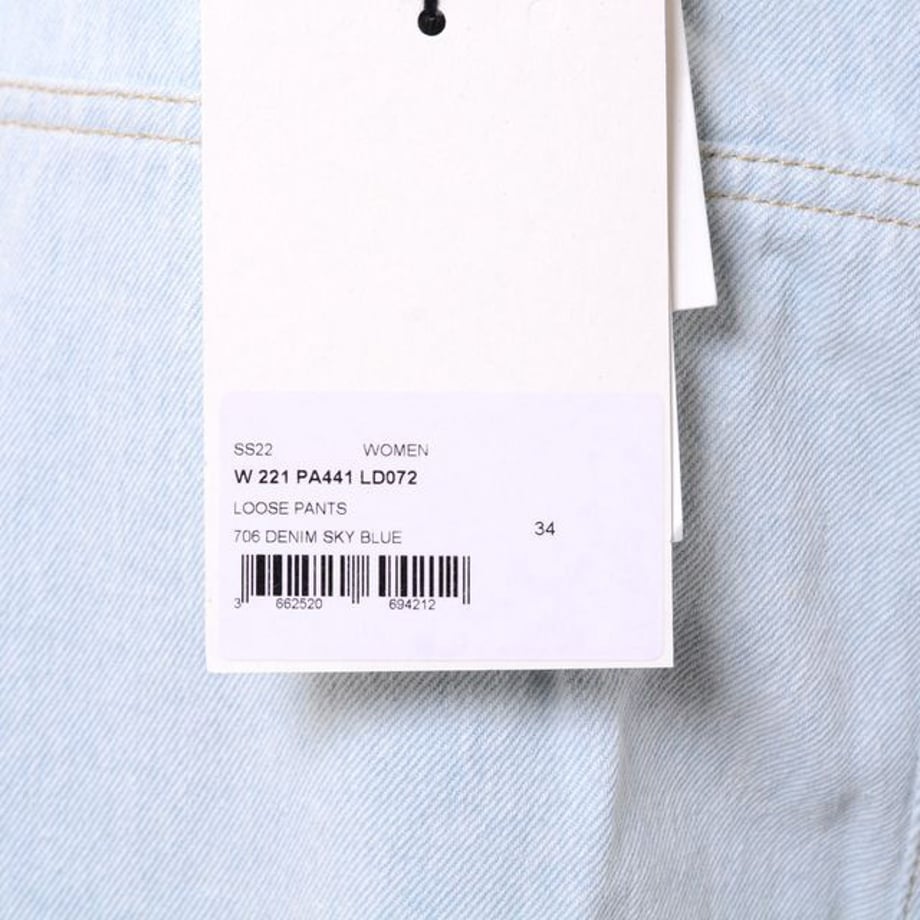 SS22 WOMEN
W 221 PA441 LD072
LOOSE PANTS
706 DENIM SKY BLUE
34
3 662520 694212